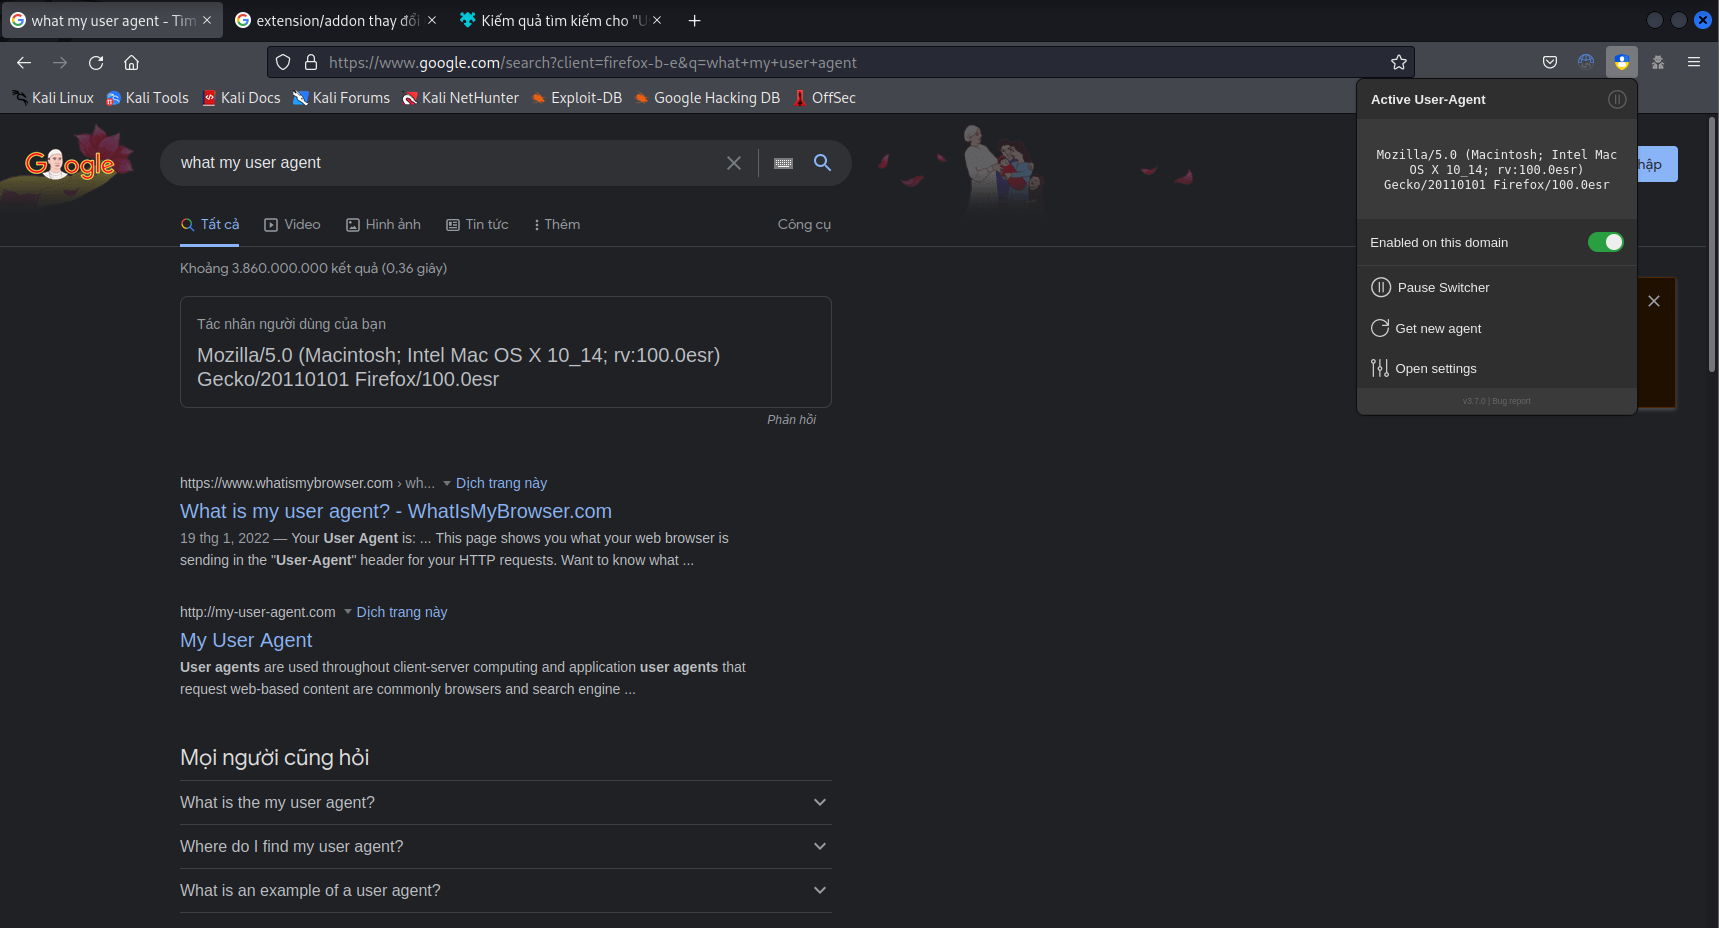 what my user agent - Tim
extension/addon thay đổi
Kiếm quả tìm kiếm cho "U
https://www.google.com/search?client=firefox-b-e&q=what+my+user+agent
Kali Linux
Kali Tools
Kali Docs
Kali Forums
Kali NetHunter
Exploit-DB
Google Hacking DB
OffSec
Google
what my user agent
hập
Tất cả
Video
Hình ảnh
Tin tức
Thêm
Công cụ
Khoảng 3.860.000.000 kết quả (0,36 giây)
Tác nhân người dùng của bạn
Mozilla/5.0 (Macintosh; Intel Mac OS X 10_14; rv:100.0esr)
Gecko/20110101 Firefox/100.0esr
Phản hồi
https://www.whatismybrowser.com › wh... Dịch trang này
What is my user agent? - WhatIsMyBrowser.com
19 thg 1, 2022 — Your User Agent is: ... This page shows you what your web browser is
sending in the "User-Agent" header for your HTTP requests. Want to know what ...
http://my-user-agent.com Dịch trang này
My User Agent
User agents are used throughout client-server computing and application user agents that
request web-based content are commonly browsers and search engine ...
Mọi người cũng hỏi
What is the my user agent?
Where do I find my user agent?
What is an example of a user agent?
Active User-Agent
Mozilla/5.0 (Macintosh; Intel Mac
OS X 10_14; rv:100.0esr)
Gecko/20110101 Firefox/100.0esr
Enabled on this domain
Pause Switcher
Get new agent
Open settings
v3.7.0 | Bug report